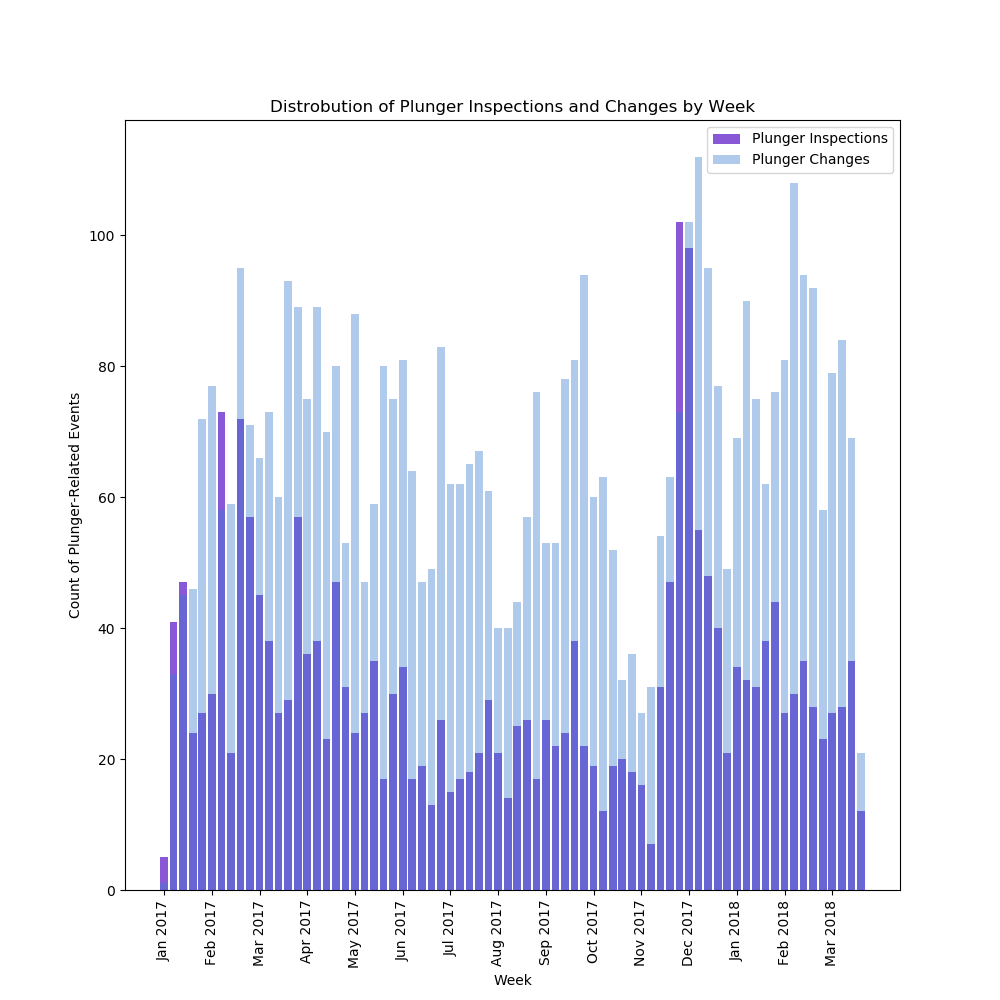 Distrobution of Plunger Inspections and Changes by Week
Plunger Inspections
Plunger Changes
Count of Plunger-Related Events
100
80
60
40
20
0
Jan 2017
Feb 2017
Mar 2017
Apr 2017
May 2017
Jun 2017
Jul 2017
Aug 2017
Sep 2017
Oct 2017
Nov 2017
Dec 2017
Jan 2018
Feb 2018
Mar 2018
Week